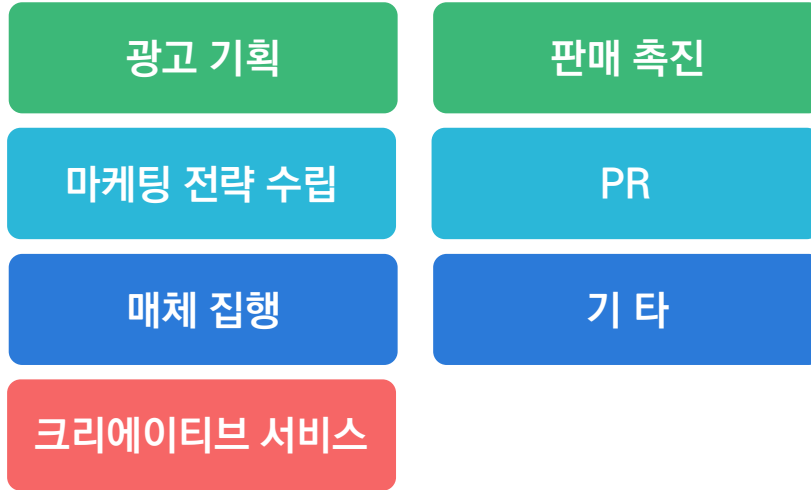 광고 기획
판매 촉진
마케팅 전략 수립
PR
매체 집행
기 타
크리에이티브 서비스